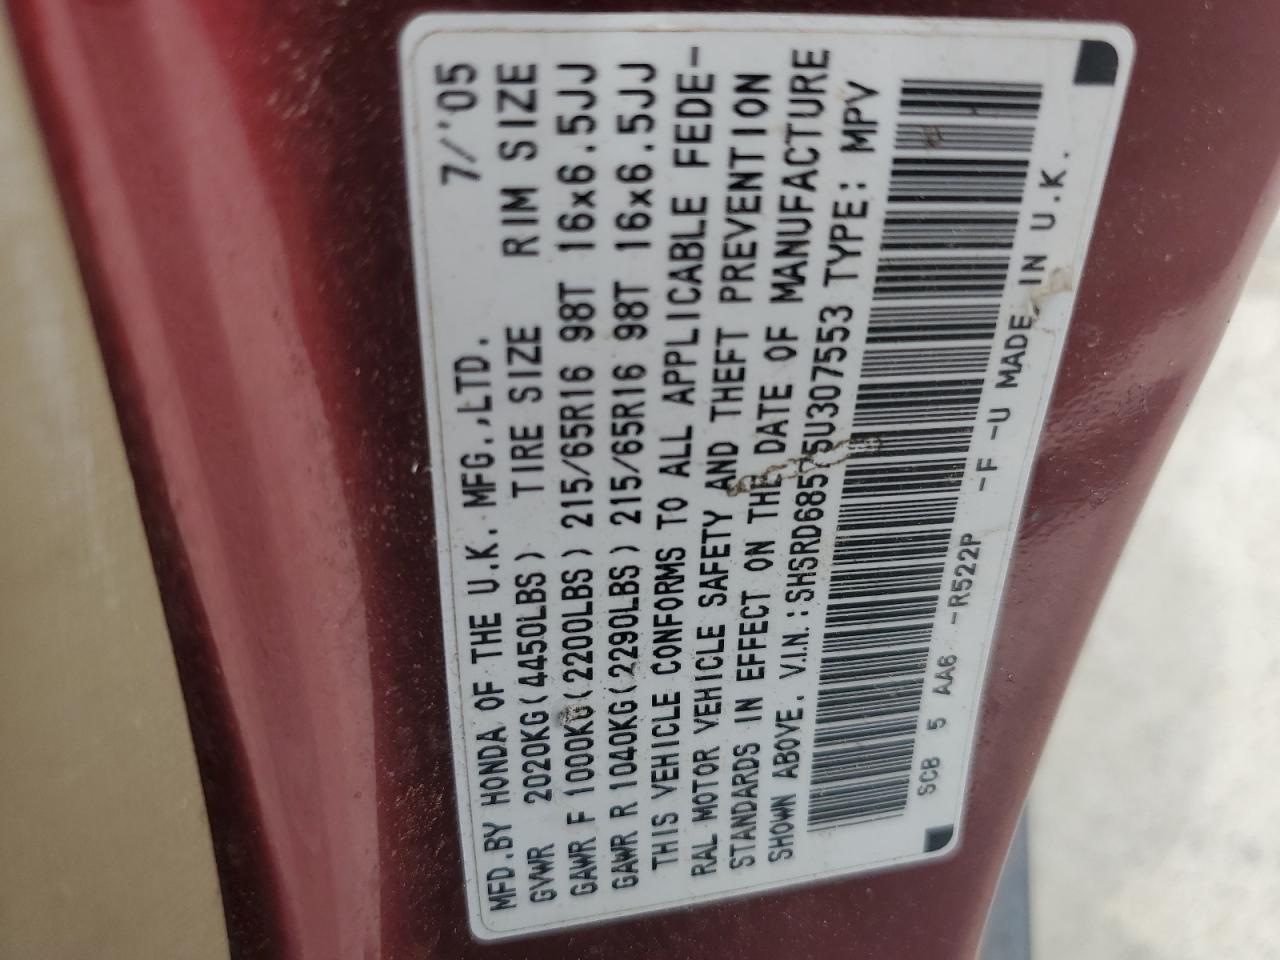 MFD.BY HONDA OF THE U.K. MFG.,LTD. 7/'05
GVWR 2020KG(4450LBS) TIRE SIZE RIM SIZE
GAWR F 1000KG(2200LBS) 215/65R16 98T 16x6.5JJ
GAWR R 1040KG(2290LBS) 215/65R16 98T 16x6.5JJ
THIS VEHICLE CONFORMS TO ALL APPLICABLE FEDE-
RAL MOTOR VEHICLE SAFETY AND THEFT PREVENTION
STANDARDS IN EFFECT ON THE DATE OF MANUFACTURE
SHOWN ABOVE. V.I.N.: TYPE: MPV
SCB 5 AA6 -R522P -F -U MADE IN U.K.